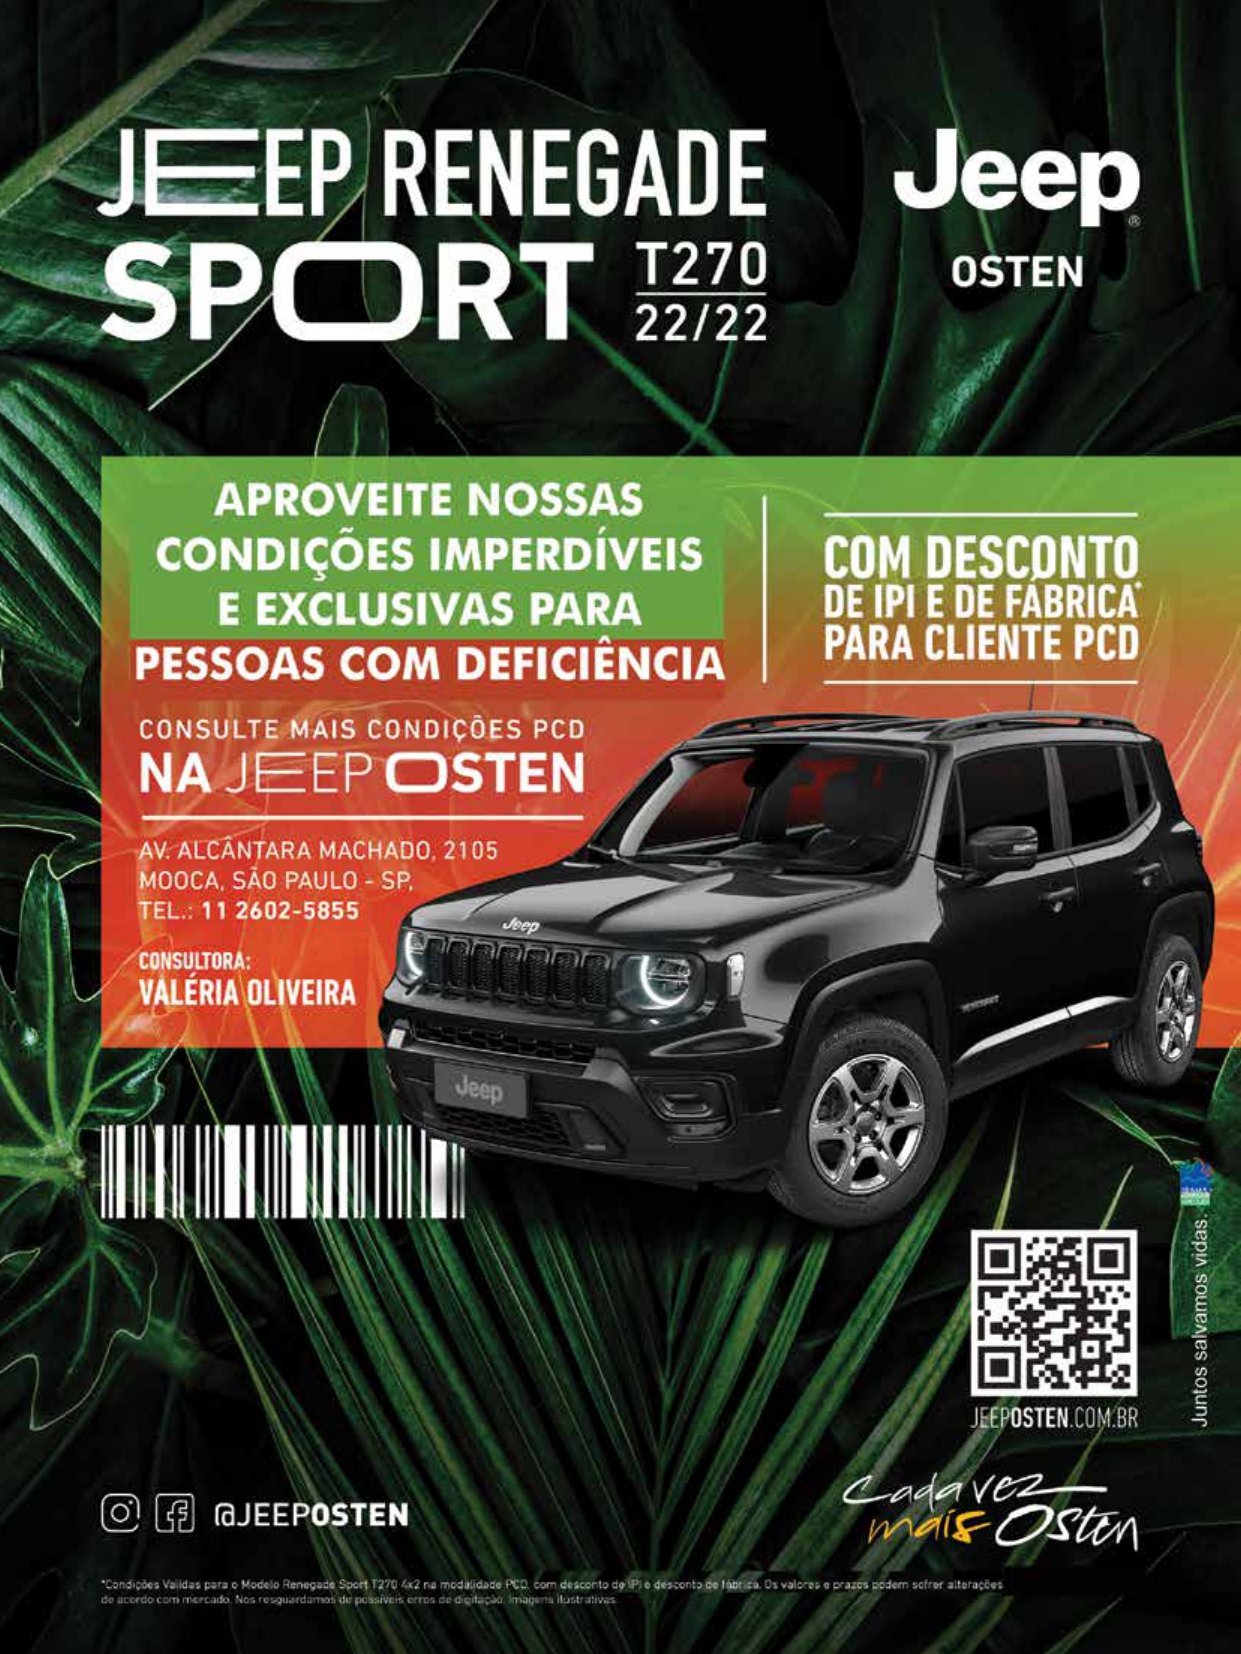 JEEP RENEGADE
SPORT T270
22/22
Jeep®
OSTEN
APROVEITE NOSSAS
CONDIÇÕES IMPERDÍVEIS
E EXCLUSIVAS PARA
PESSOAS COM DEFICIÊNCIA
COM DESCONTO
DE IPI E DE FÁBRICA*
PARA CLIENTE PCD
CONSULTE MAIS CONDIÇÕES PCD
NA JEEP OSTEN
AV. ALCÂNTARA MACHADO, 2105
MOOCA, SÃO PAULO - SP.
TEL.: 11 2602-5855
CONSULTORA:
VALÉRIA OLIVEIRA
Jeep
Jeep
JEEPOSTEN.COM.BR
Juntos salvamos vidas.
@JEEPOSTEN
Cada vez
mais Osten
*Condições Válidas para o Modelo Renegade Sport T270 4x2 na modalidade PCD, com desconto de IPI e desconto de fábrica. Os valores e prazos podem sofrer alterações
de acordo com mercado. Nos resguardamos de possíveis erros de digitação. Imagens ilustrativas.